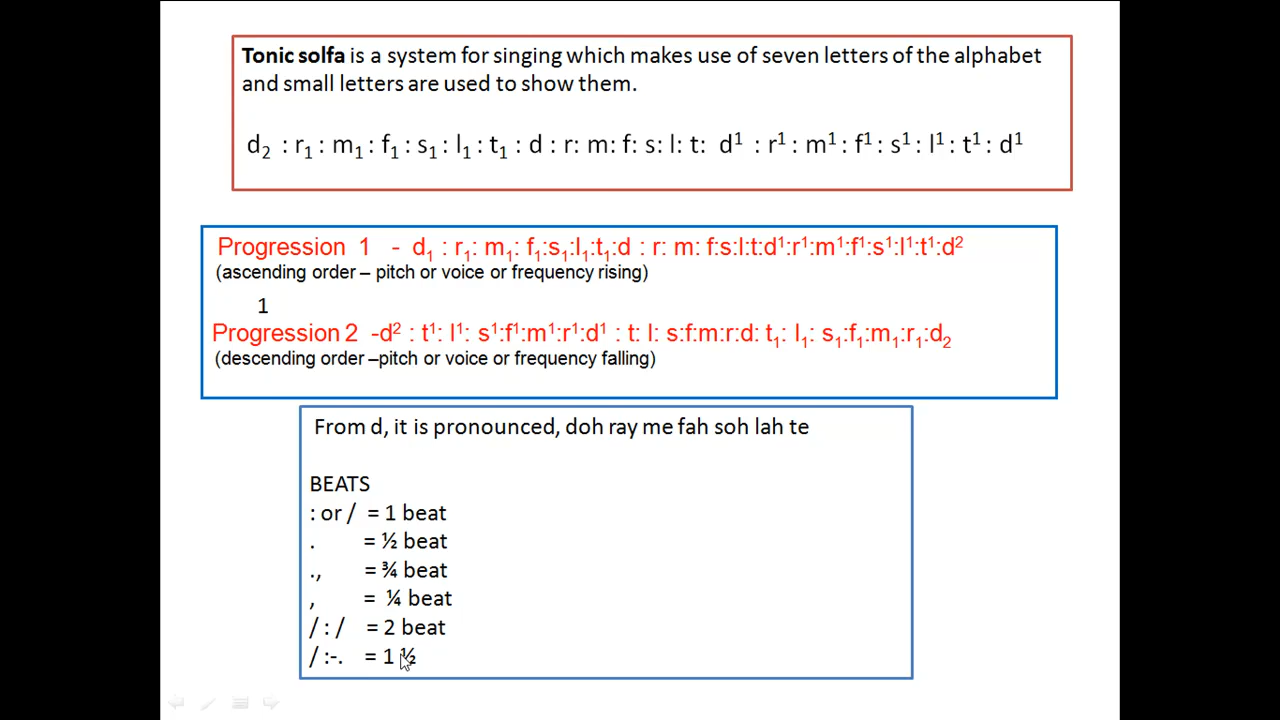 Tonic solfa is a system for singing which makes use of seven letters of the alphabet
and small letters are used to show them.
d₂ : r₁ : m₁ : f₁ : s₁ : l₁ : t₁ : d : r: m: f: s: l: t: d¹ : r¹ : m¹ : f¹ : s¹ : l¹ : t¹ : d¹
Progression 1 - d₁ : r₁: m₁: f₁:s₁:l₁:t₁:d : r: m: f:s:l:t:d¹:r¹:m¹:f¹:s¹:l¹:t¹:d²
(ascending order – pitch or voice or frequency rising)
1
Progression 2 -d² : t¹: l¹: s¹:f¹:m¹:r¹:d¹ : t: l: s:f:m:r:d: t₁: l₁: s₁:f₁:m₁:r₁:d₂
(descending order –pitch or voice or frequency falling)
From d, it is pronounced, doh ray me fah soh lah te
BEATS
: or / = 1 beat
. = ½ beat
., = ¾ beat
, = ¼ beat
/ : / = 2 beat
/ :-. = 1 ½